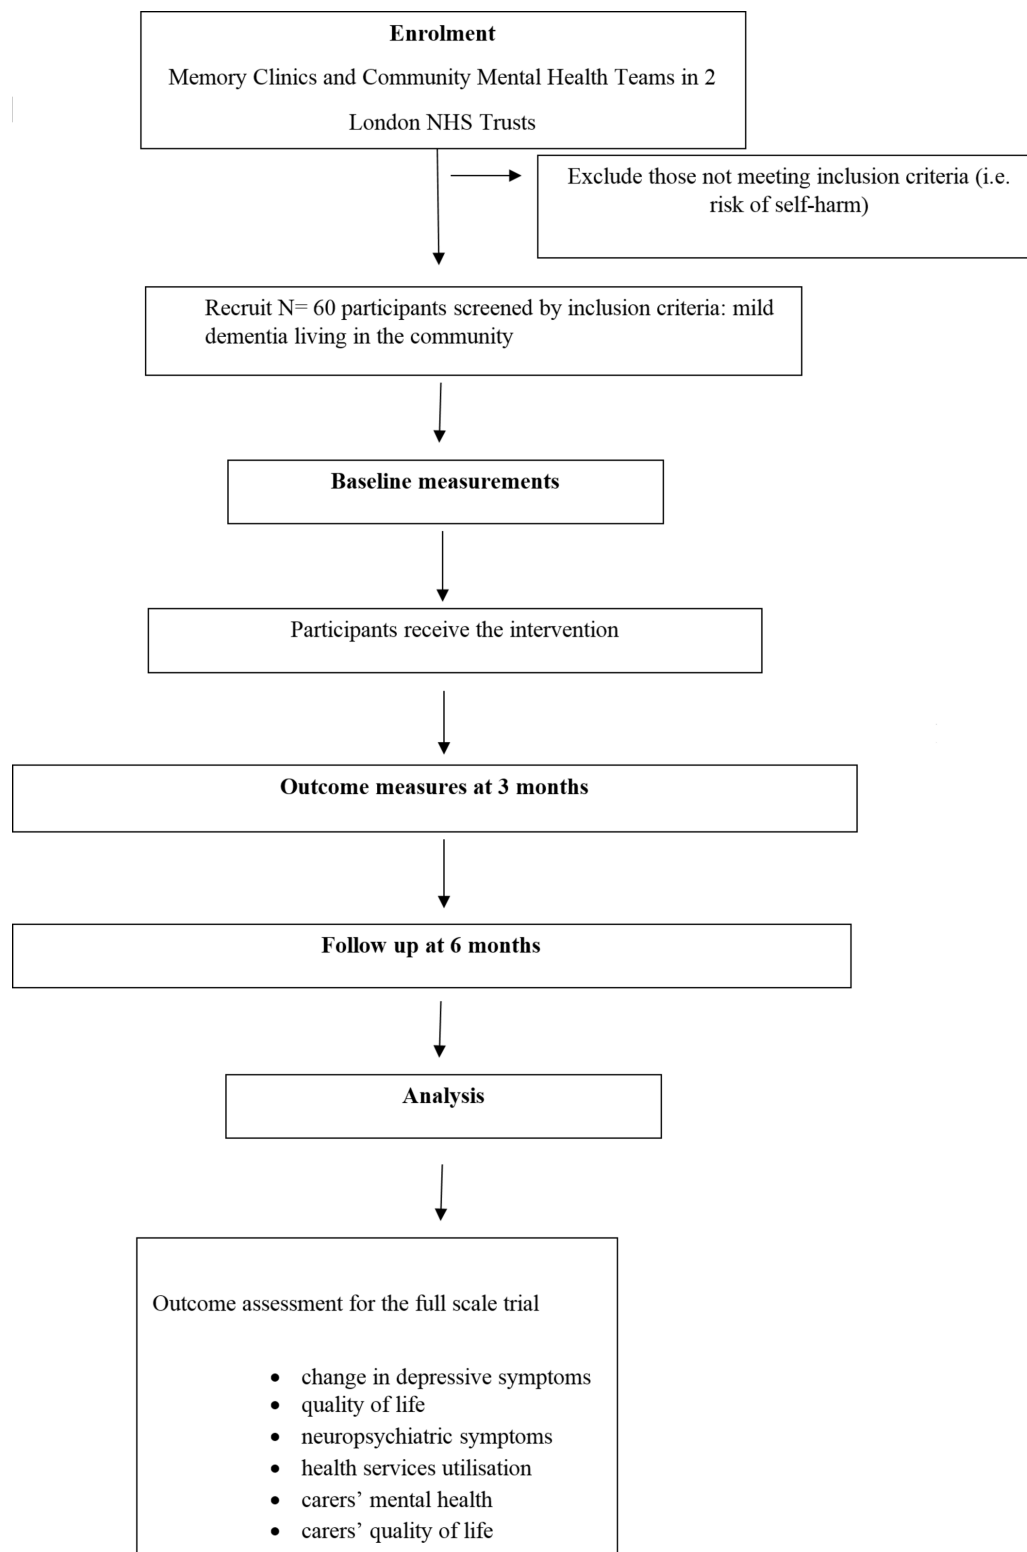 Enrolment
Memory Clinics and Community Mental Health Teams in 2
London NHS Trusts
Exclude those not meeting inclusion criteria (i.e.
risk of self-harm)
Recruit N= 60 participants screened by inclusion criteria: mild
dementia living in the community
Baseline measurements
Participants receive the intervention
Outcome measures at 3 months
Follow up at 6 months
Analysis
Outcome assessment for the full scale trial
• change in depressive symptoms
• quality of life
• neuropsychiatric symptoms
• health services utilisation
• carers’ mental health
• carers’ quality of life